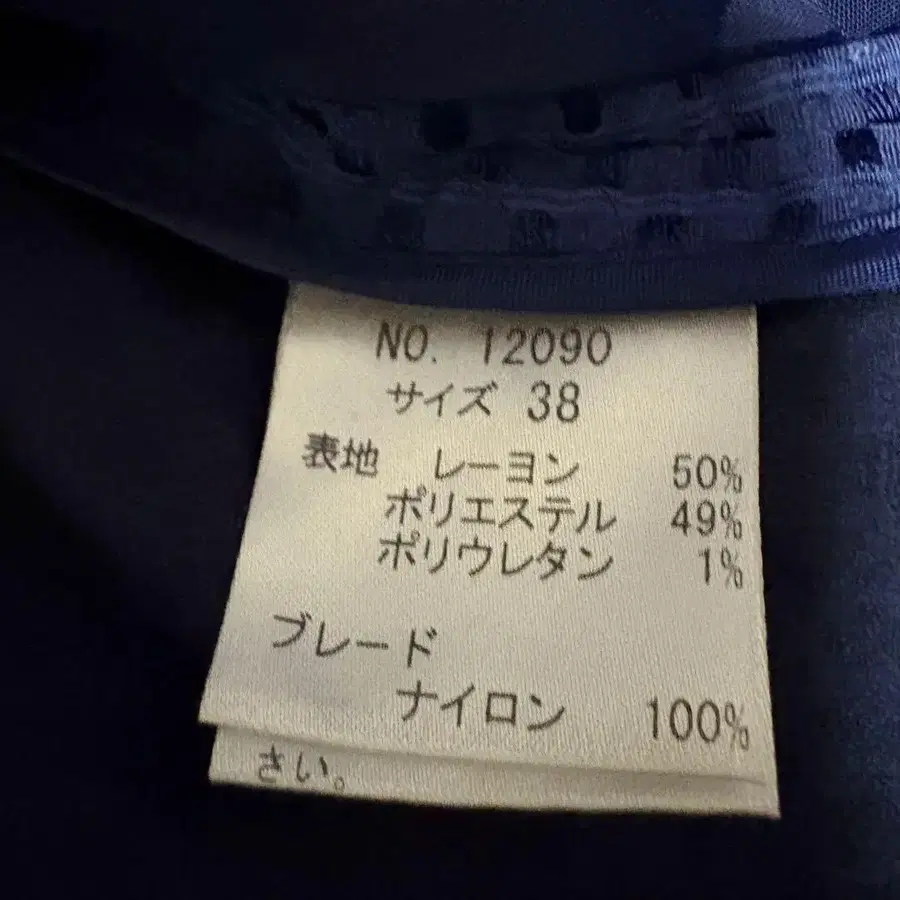 NO. 12090
サイズ 38
表地 レーヨン 50%
ポリエステル 49%
ポリウレタン 1%
ブレード
ナイロン 100%
さい。